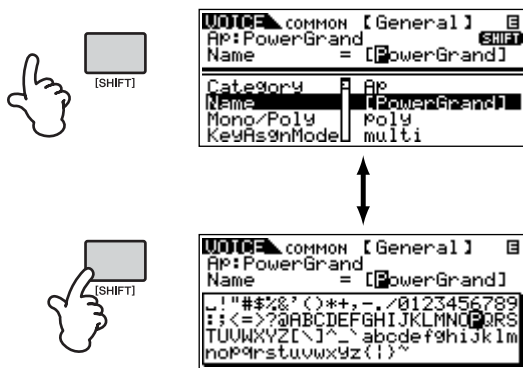 [SHIFT]
VOICE COMMON [General] E
AP:PowerGrand SHIFT
Name = [PowerGrand]
Category AP
Name [PowerGrand]
Mono/Poly poly
KeyAsgnMode multi
[SHIFT]
VOICE COMMON [General] E
AP:PowerGrand
Name = [PowerGrand]
␣!"#$%&'()*+,-./0123456789
:;<=>?@ABCDEFGHIJKLMNOPQRS
TUVWXYZ[\]^_`abcdefghijklm
nopqrstuvwxyz{|}~